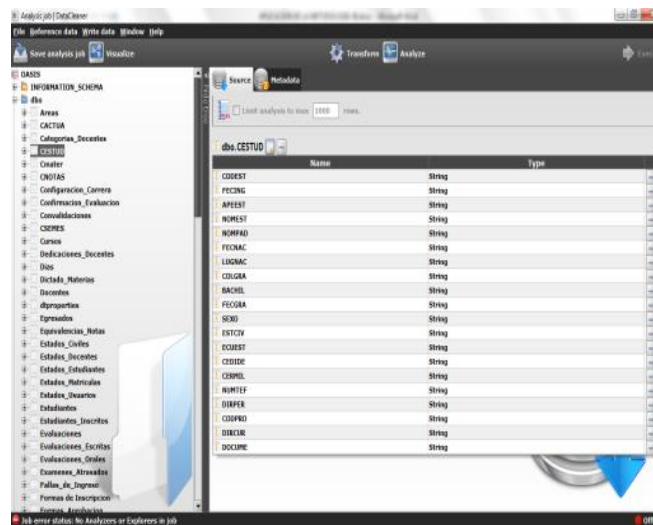 Analysis job | DataCleaner
File Reference data Write data Window Help
Save analysis job Visualize Transform Analyze
OASIS
INFORMATION_SCHEMA
dbo
Areas
CACTUA
Categorias_Docentes
CESTUD
Cmater
CNOTAS
Configuracion_Carrera
Confirmacion_Evaluacion
Convalidaciones
CSEMES
Cursos
Dedicaciones_Docentes
Dias
Dictado_Materias
Docentes
dtproperties
Egresados
Equivalencias_Notas
Estados_Civiles
Estados_Docentes
Estados_Estudiantes
Estados_Matriculas
Estados_Usuarios
Estudiantes
Estudiantes_Inscritos
Evaluaciones
Evaluaciones_Escritas
Evaluaciones_Orales
Examenes_Atrasados
Fallas_de_Ingreso
Formas de Inscripcion
Formas_Aprobacion
Source Metadata
Limit analysis to max 1000 rows.
dbo.CESTUD
Name Type
CODEST String
FECING String
APEEST String
NOMEST String
NOMPAD String
FECNAC String
LUGNAC String
COLGRA String
BACHIL String
FECGRA String
SEXO String
ESTCIV String
ECUEST String
CEDIDE String
CERMIL String
NUMTEF String
DIRPER String
CODPRO String
DIRCUR String
DOCUME String
Job error status: No Analyzers or Explorers in job